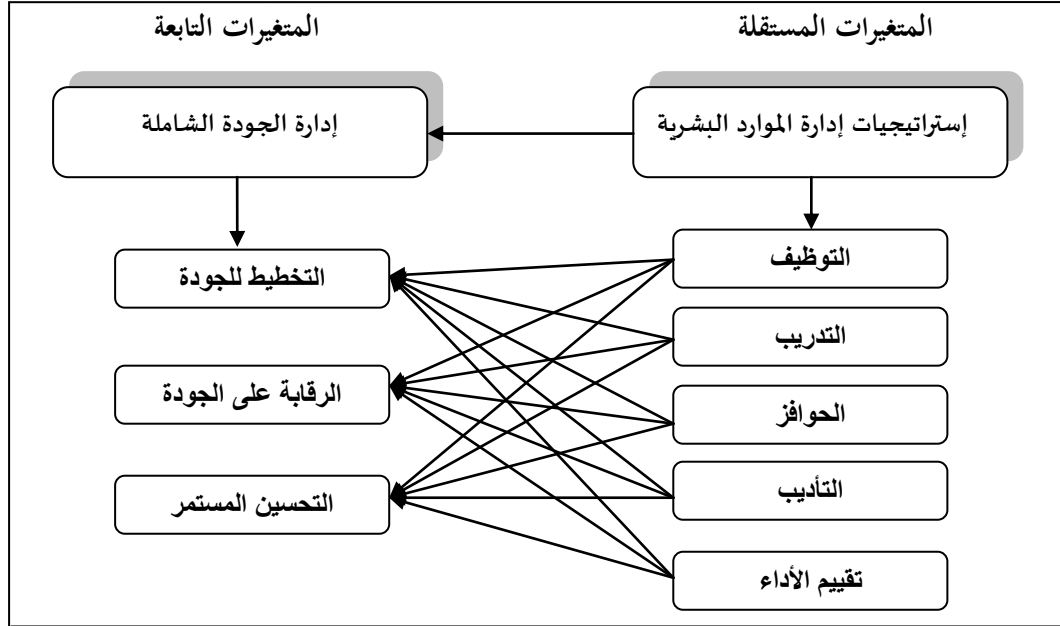 المتغيرات المستقلة
المتغيرات التابعة
إستراتيجيات إدارة الموارد البشرية
إدارة الجودة الشاملة
التوظيف
التدريب
الحوافز
التأديب
تقييم الأداء
التخطيط للجودة
الرقابة على الجودة
التحسين المستمر